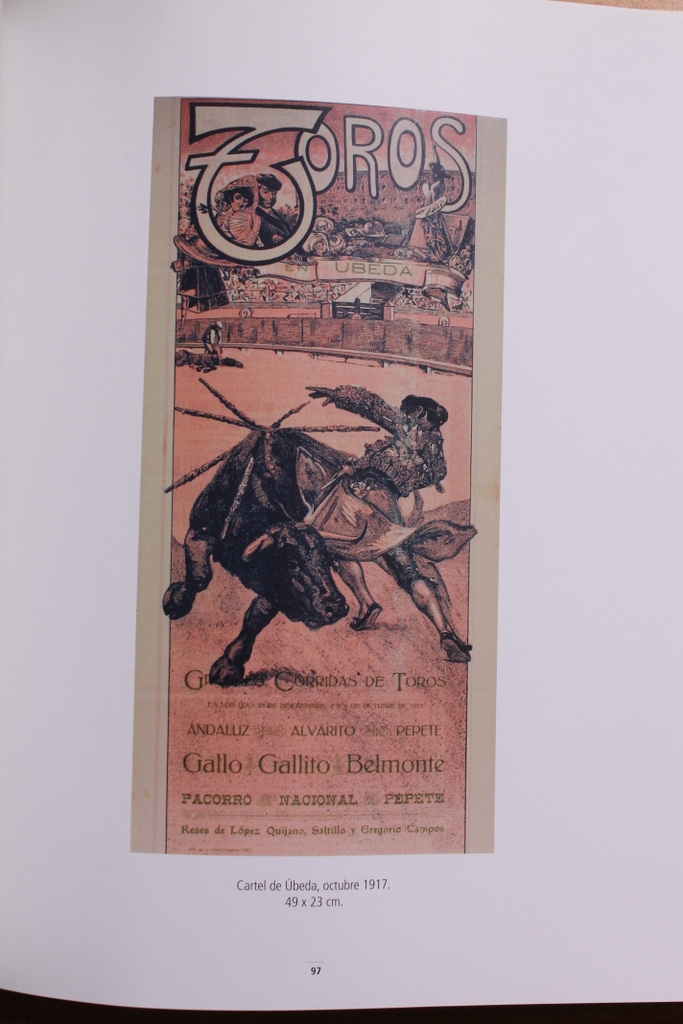 TOROS
EN UBEDA
GRANDES CORRIDAS DE TOROS
ANDALUZ ALVARITO PEPETE
Gallo Gallito Belmonte
PACORRO NACIONAL PEPETE
Reses de López Quijano, Saltillo y Gregorio Campos
Cartel de Úbeda, octubre 1917.
49 x 23 cm.
97